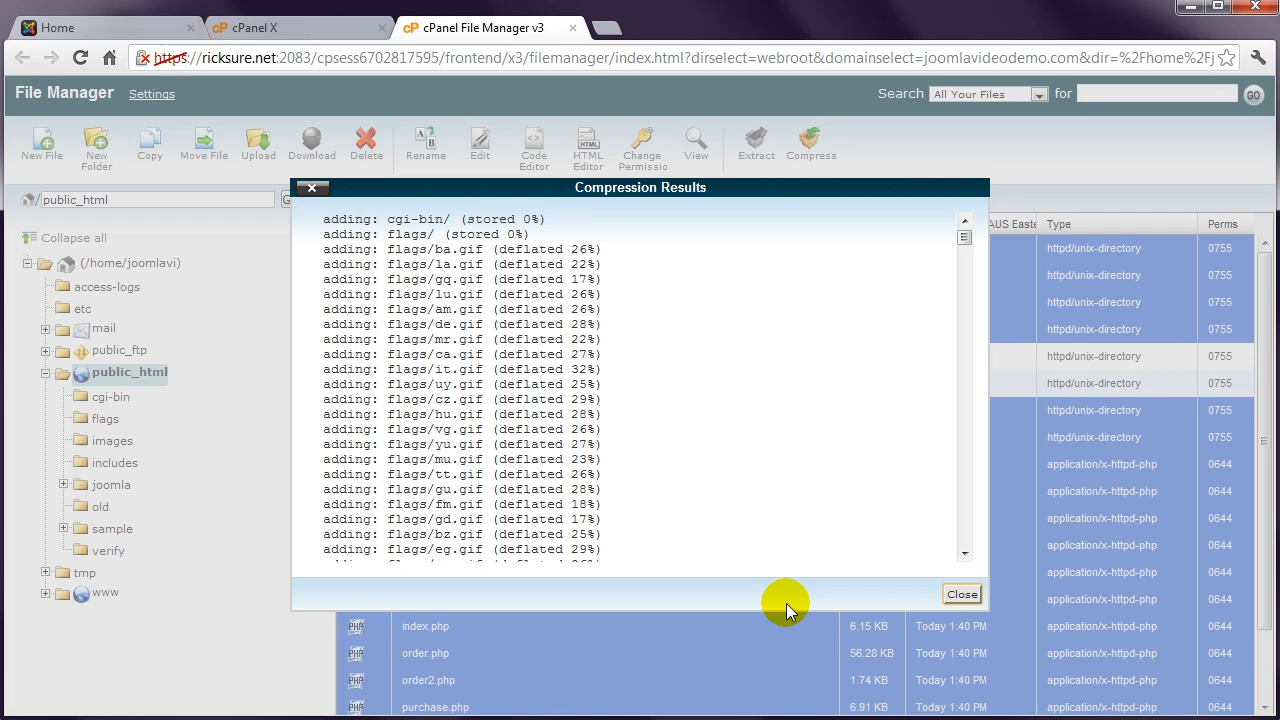 Home
cPanel X
cPanel File Manager v3
https://ricksure.net:2083/cpsess6702817595/frontend/x3/filemanager/index.html?dirselect=webroot&domainselect=joomlavideodemo.com&dir=%2Fhome%2Fj
File Manager Settings
Search All Your Files for GO
New File
New Folder
Copy
Move File
Upload
Download
Delete
Rename
Edit
Code Editor
HTML Editor
Change Permissio
View
Extract
Compress
/ public_html
Collapse all
(/home/joomlavi)
access-logs
etc
mail
public_ftp
public_html
cgi-bin
flags
images
includes
joomla
old
sample
verify
tmp
www
Compression Results
adding: cgi-bin/ (stored 0%)
adding: flags/ (stored 0%)
adding: flags/ba.gif (deflated 26%)
adding: flags/la.gif (deflated 22%)
adding: flags/gq.gif (deflated 17%)
adding: flags/lu.gif (deflated 26%)
adding: flags/am.gif (deflated 26%)
adding: flags/de.gif (deflated 28%)
adding: flags/mr.gif (deflated 22%)
adding: flags/ca.gif (deflated 27%)
adding: flags/it.gif (deflated 32%)
adding: flags/uy.gif (deflated 25%)
adding: flags/cz.gif (deflated 29%)
adding: flags/hu.gif (deflated 28%)
adding: flags/vg.gif (deflated 26%)
adding: flags/yu.gif (deflated 27%)
adding: flags/mu.gif (deflated 23%)
adding: flags/tt.gif (deflated 26%)
adding: flags/gu.gif (deflated 28%)
adding: flags/fm.gif (deflated 18%)
adding: flags/gd.gif (deflated 17%)
adding: flags/bz.gif (deflated 25%)
adding: flags/eg.gif (deflated 29%)
Close
AUS Easte Type Perms
httpd/unix-directory 0755
httpd/unix-directory 0755
httpd/unix-directory 0755
httpd/unix-directory 0755
httpd/unix-directory 0755
httpd/unix-directory 0755
httpd/unix-directory 0755
httpd/unix-directory 0755
application/x-httpd-php 0644
application/x-httpd-php 0644
application/x-httpd-php 0644
application/x-httpd-php 0644
application/x-httpd-php 0644
application/x-httpd-php 0644
index.php 6.15 KB Today 1:40 PM application/x-httpd-php 0644
order.php 56.28 KB Today 1:40 PM application/x-httpd-php 0644
order2.php 1.74 KB Today 1:40 PM application/x-httpd-php 0644
purchase.php 6.91 KB Today 1:40 PM application/x-httpd-php 0644